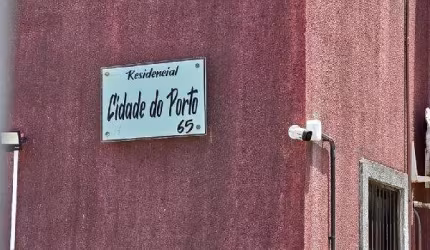 Residencial
Cidade do Porto
65